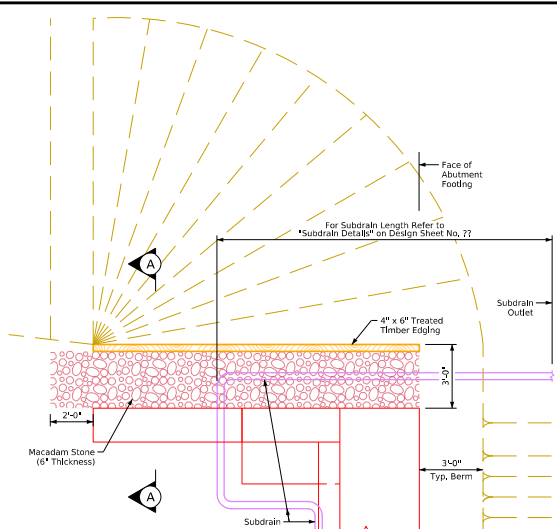 Face of
Abutment
Footing
For Subdrain Length Refer to
"Subdrain Details" on Design Sheet No. ??
A
Subdrain
Outlet
4" x 6" Treated
Timber Edging
3'-0"
2'-0"
Macadam Stone
(6" Thickness)
3'-0"
Typ. Berm
A
Subdrain